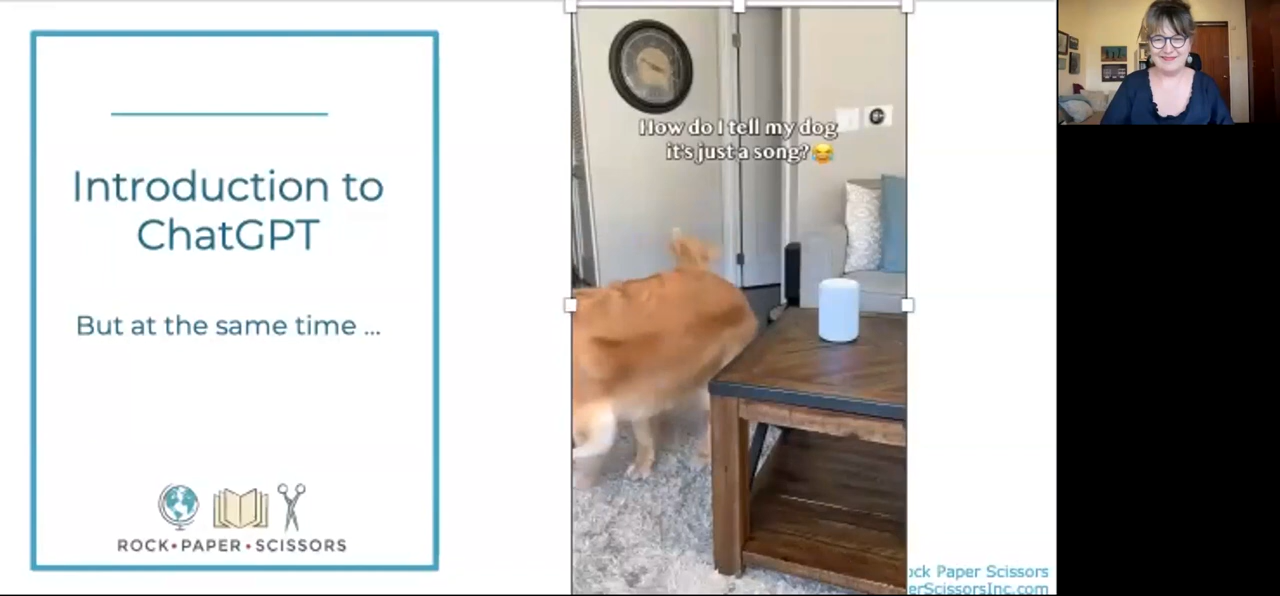 Introduction to
ChatGPT
But at the same time ...
ROCK•PAPER•SCISSORS
How do I tell my dog
it's just a song?😂
ock Paper Scissors
erScissorsInc.com